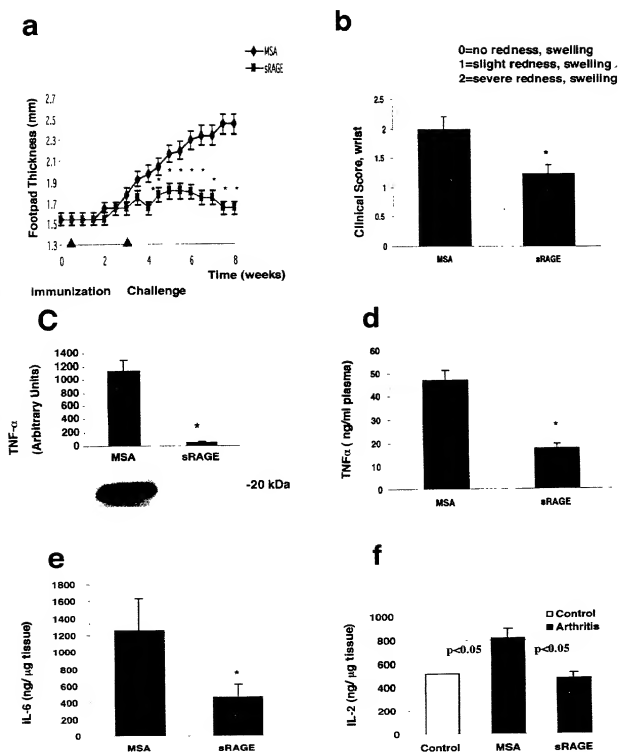 a
MSA
sRAGE
Footpad Thickness (mm)
2.7
2.5
2.3
2.1
1.9
1.7
1.5
1.3
0 2 4 6 8
Time (weeks)
Immunization Challenge
b
0=no redness, swelling
1=slight redness, swelling
2=severe redness, swelling
Clinical Score, wrist
2.5
2
1.5
1
0.5
0
*
MSA sRAGE
C
TNF-α
(Arbitrary Units)
1400
1200
1000
800
600
400
200
0
*
MSA sRAGE
-20 kDa
d
TNFα ( ng/ml plasma)
60
50
40
30
20
10
0
*
MSA sRAGE
e
IL-6 (ng/ μg tissue)
1800
1600
1400
1200
1000
800
600
400
200
0
*
MSA sRAGE
f
Control
Arthritis
IL-2 (ng/ μg tissue)
1000
800
600
400
200
0
p<0.05 p<0.05
Control MSA sRAGE